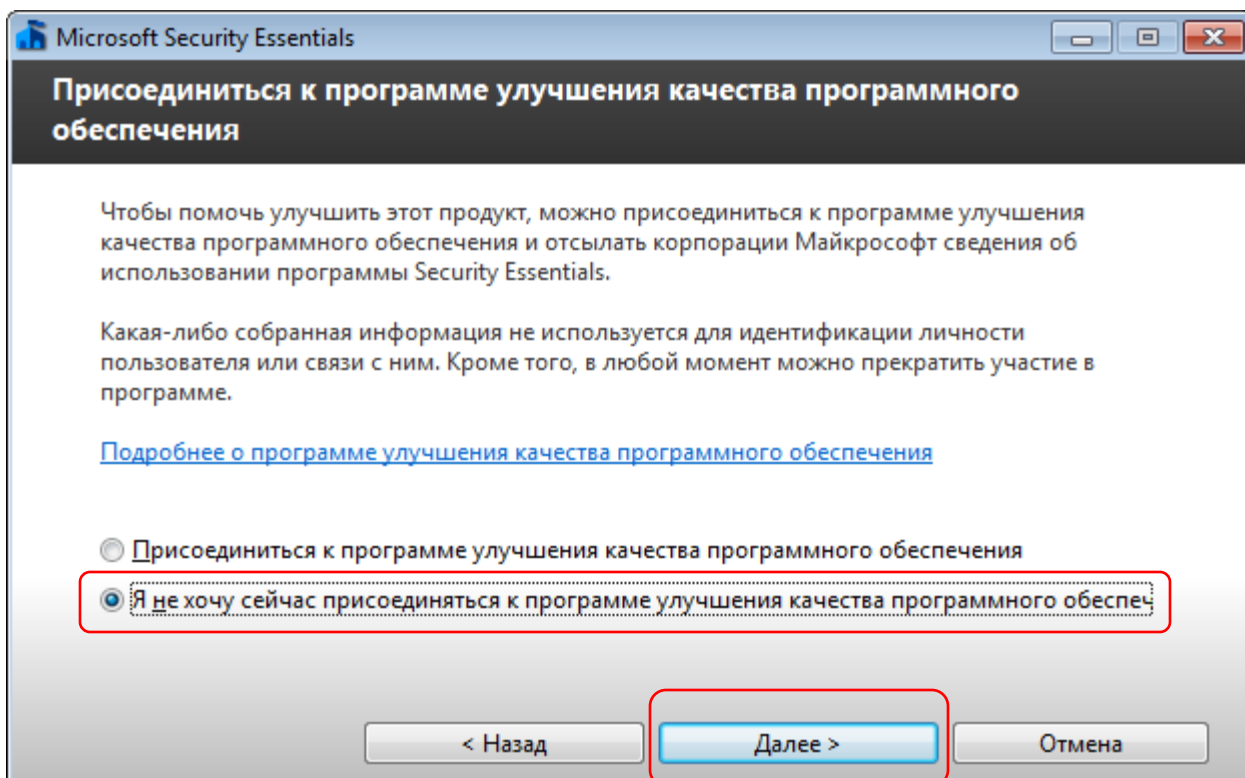 Microsoft Security Essentials
Присоединиться к программе улучшения качества программного
обеспечения
Чтобы помочь улучшить этот продукт, можно присоединиться к программе улучшения
качества программного обеспечения и отсылать корпорации Майкрософт сведения об
использовании программы Security Essentials.
Какая-либо собранная информация не используется для идентификации личности
пользователя или связи с ним. Кроме того, в любой момент можно прекратить участие в
программе.
Подробнее о программе улучшения качества программного обеспечения
Присоединиться к программе улучшения качества программного обеспечения
Я не хочу сейчас присоединяться к программе улучшения качества программного обеспеч
< Назад
Далее >
Отмена